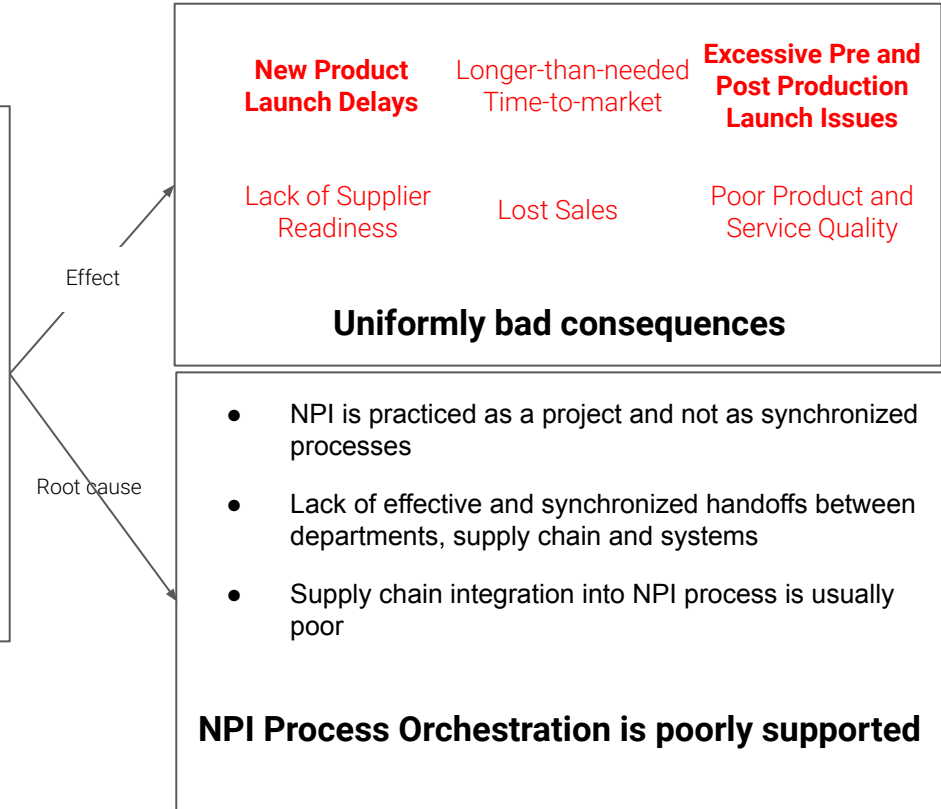 New Product
Launch Delays
Longer-than-needed
Time-to-market
Excessive Pre and
Post Production
Launch Issues
Lack of Supplier
Readiness
Lost Sales
Poor Product and
Service Quality
Effect
Uniformly bad consequences
Root cause
● NPI is practiced as a project and not as synchronized
processes
● Lack of effective and synchronized handoffs between
departments, supply chain and systems
● Supply chain integration into NPI process is usually
poor
NPI Process Orchestration is poorly supported